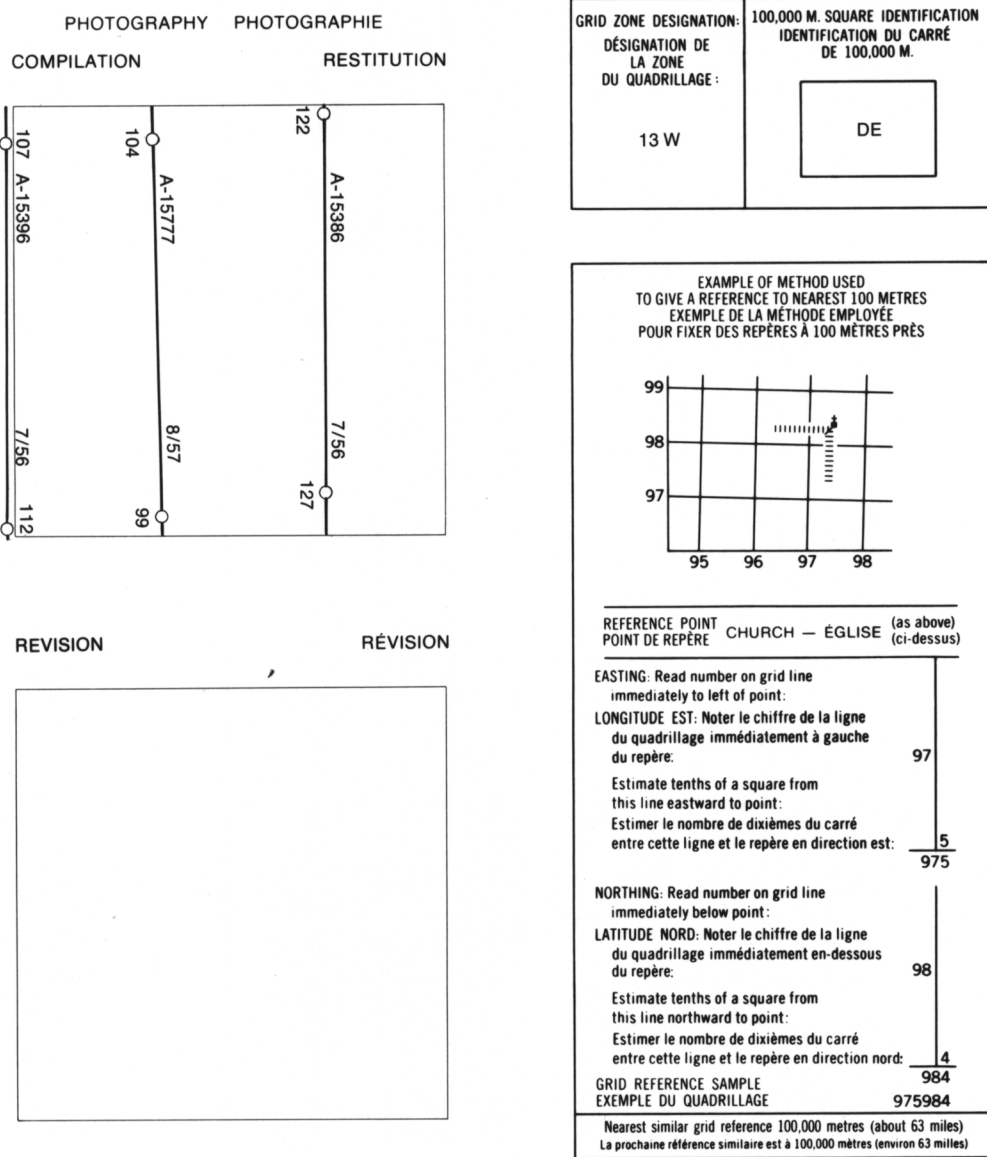 PHOTOGRAPHY PHOTOGRAPHIE
COMPILATION RESTITUTION
107 A-15396 7/56 112
104 A-15777 8/57 99
122 A-15386 7/56 127
REVISION RÉVISION
GRID ZONE DESIGNATION:
DÉSIGNATION DE
LA ZONE
DU QUADRILLAGE :
13 W
100,000 M. SQUARE IDENTIFICATION
IDENTIFICATION DU CARRÉ
DE 100,000 M.
DE
EXAMPLE OF METHOD USED
TO GIVE A REFERENCE TO NEAREST 100 METRES
EXEMPLE DE LA MÉTHODE EMPLOYÉE
POUR FIXER DES REPÈRES À 100 MÈTRES PRÈS
99
98
97
95 96 97 98
REFERENCE POINT
POINT DE REPÈRE
CHURCH — ÉGLISE
(as above)
(ci-dessus)
EASTING: Read number on grid line
immediately to left of point:
LONGITUDE EST: Noter le chiffre de la ligne
du quadrillage immédiatement à gauche
du repère: 97
Estimate tenths of a square from
this line eastward to point:
Estimer le nombre de dixièmes du carré
entre cette ligne et le repère en direction est: 5
975
NORTHING: Read number on grid line
immediately below point:
LATITUDE NORD: Noter le chiffre de la ligne
du quadrillage immédiatement en-dessous
du repère: 98
Estimate tenths of a square from
this line northward to point:
Estimer le nombre de dixièmes du carré
entre cette ligne et le repère en direction nord: 4
984
GRID REFERENCE SAMPLE
EXEMPLE DU QUADRILLAGE 975984
Nearest similar grid reference 100,000 metres (about 63 miles)
La prochaine référence similaire est à 100,000 mètres (environ 63 milles)